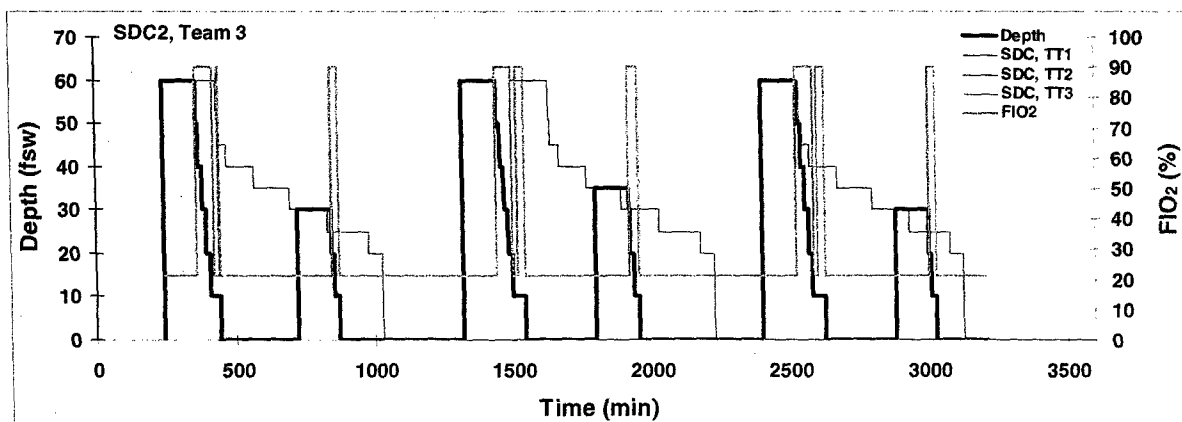 SDC2, Team 3
Depth
SDC, TT1
SDC, TT2
SDC, TT3
FIO2
70
60
50
40
30
20
10
0
Depth (fsw)
100
90
80
70
60
50
40
30
20
10
0
FIO₂ (%)
0 500 1000 1500 2000 2500 3000 3500
Time (min)